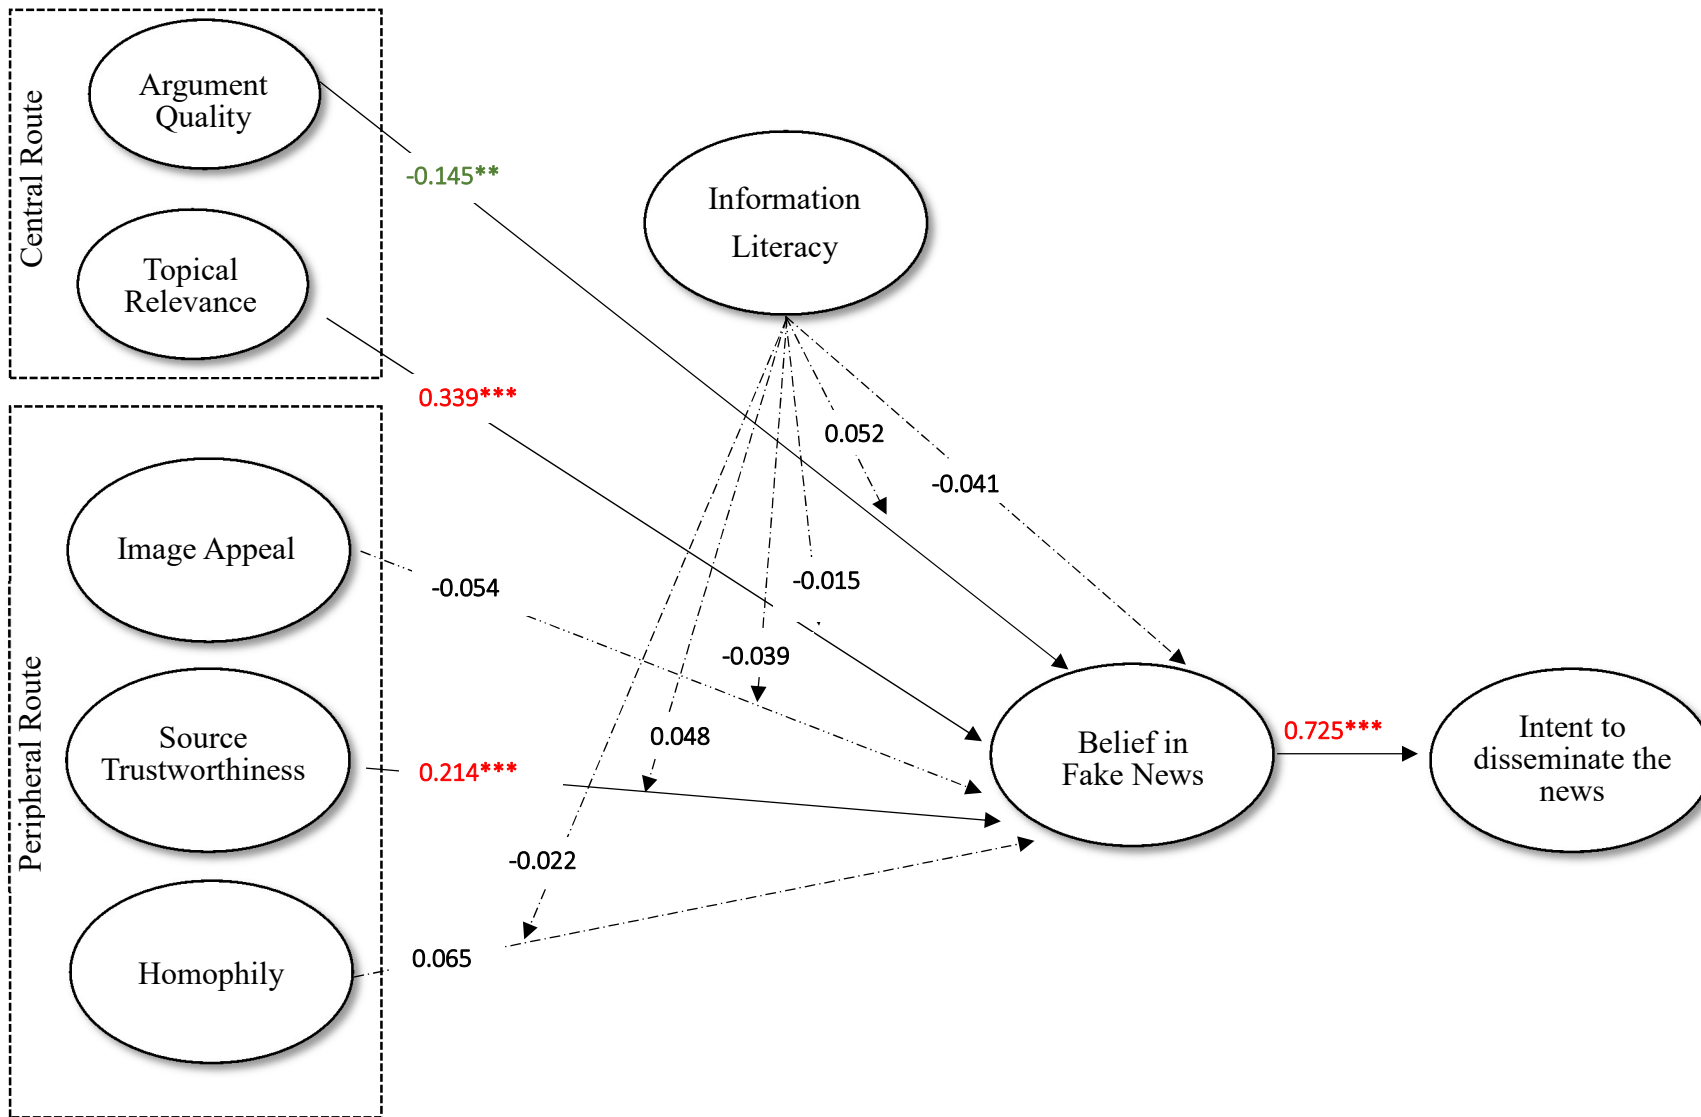 Central Route
Argument
Quality
Topical
Relevance
-0.145**
0.339***
Information
Literacy
0.052
-0.041
-0.015
-0.039
0.048
-0.022
Peripheral Route
Image Appeal
-0.054
Source
Trustworthiness
0.214***
Homophily
0.065
Belief in
Fake News
0.725***
Intent to
disseminate the
news